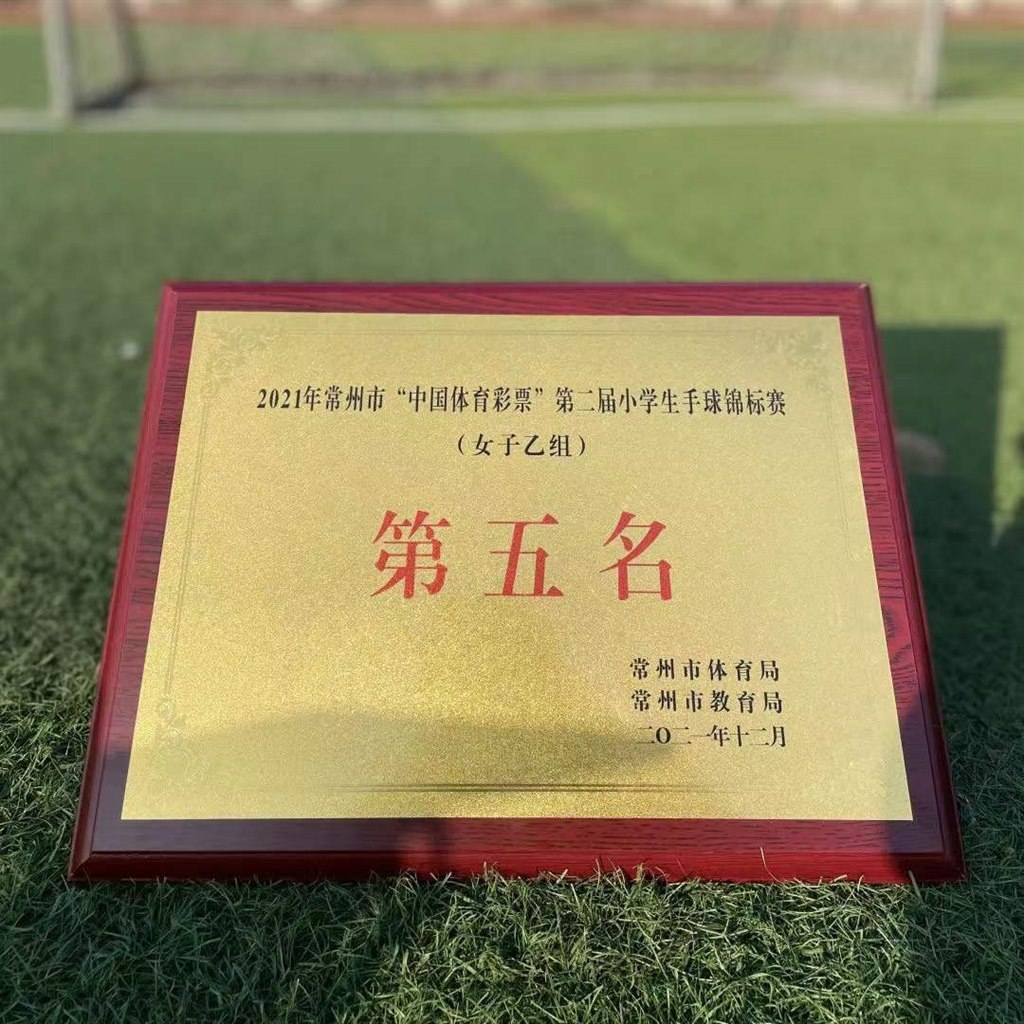 2021年常州市“中国体育彩票”第二届小学生手球锦标赛
（女子乙组）
第五名
常州市体育局
常州市教育局
二〇二一年十二月